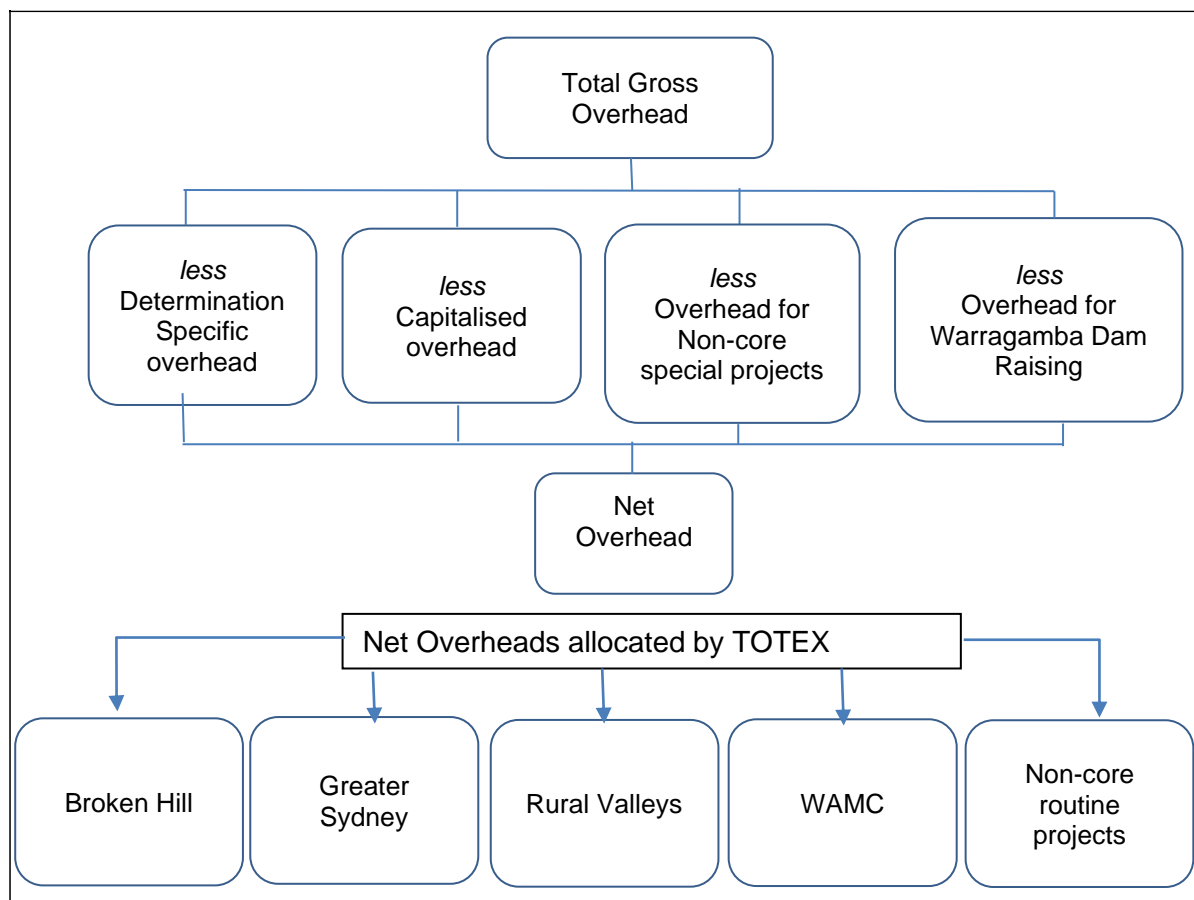 Total Gross
Overhead
less
Determination
Specific
overhead
less
Capitalised
overhead
less
Overhead for
Non-core
special projects
less
Overhead for
Warragamba Dam
Raising
Net
Overhead
Net Overheads allocated by TOTEX
Broken Hill
Greater
Sydney
Rural Valleys
WAMC
Non-core
routine
projects